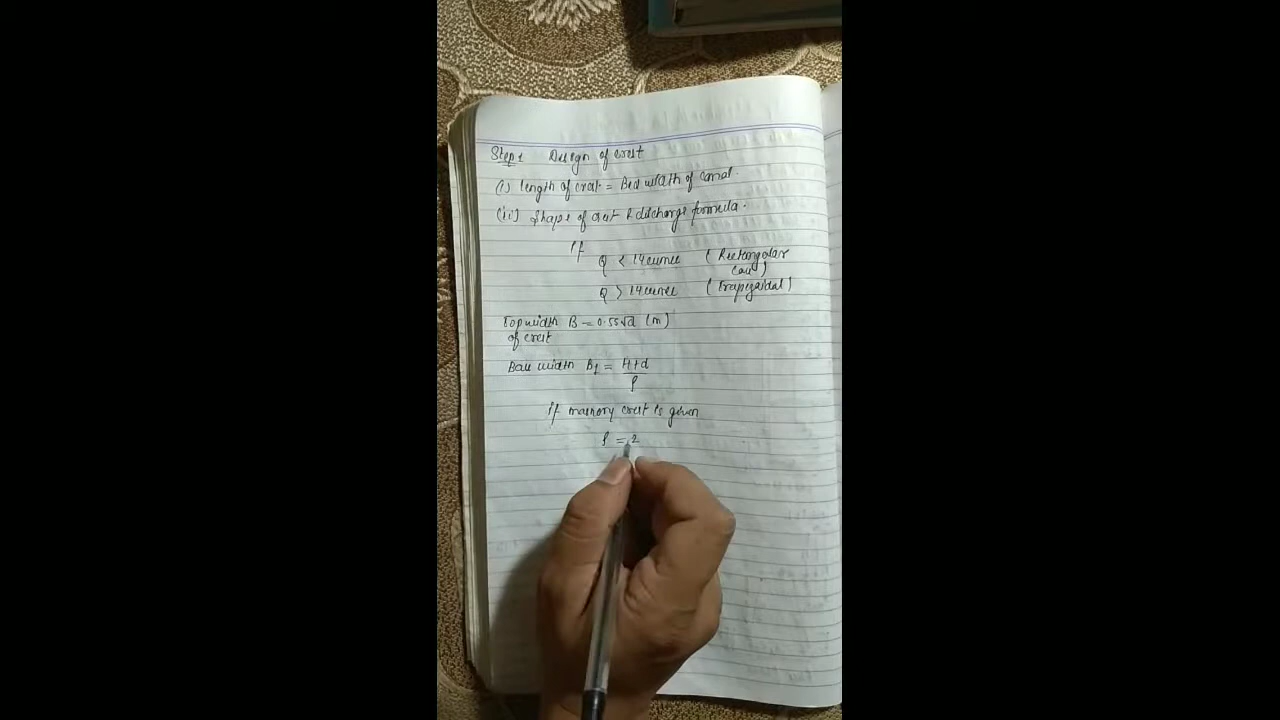 Step: Design of crest
(i) length of crest = Bed width of canal.
(ii) Shape of crest & discharge formula.
If
Q < 14 cumec (Rectangular
Q > 14 cumec (Trapezoidal)
Top width B = 0.55√d (m)
of crest
Base width B1 = H+d
ρ
If masonry crest is given
ρ = 2